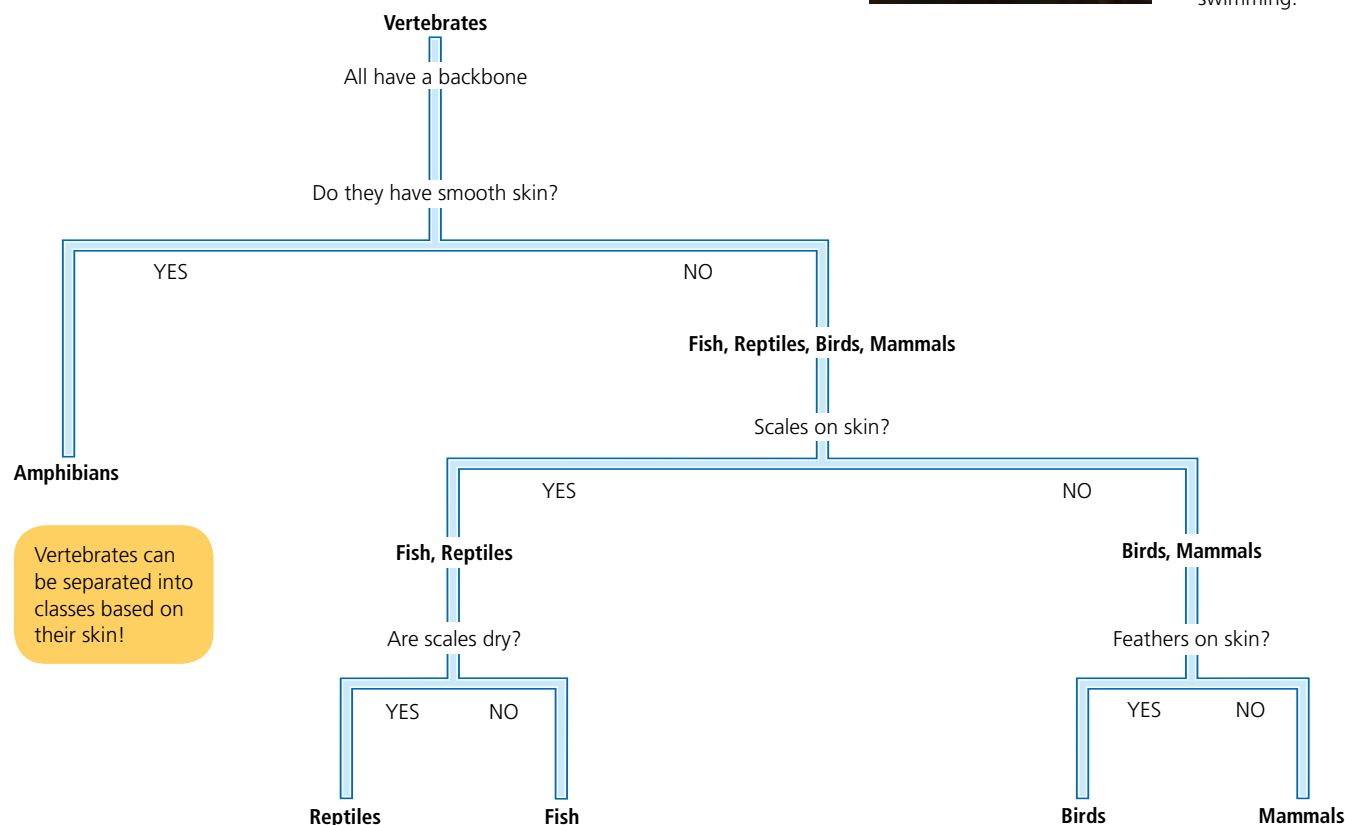 swimming.
Vertebrates
All have a backbone
Do they have smooth skin?
YES
NO
Fish, Reptiles, Birds, Mammals
Scales on skin?
Amphibians
YES
NO
Vertebrates can
be separated into
classes based on
their skin!
Fish, Reptiles
Birds, Mammals
Are scales dry?
Feathers on skin?
YES
NO
YES
NO
Reptiles
Fish
Birds
Mammals